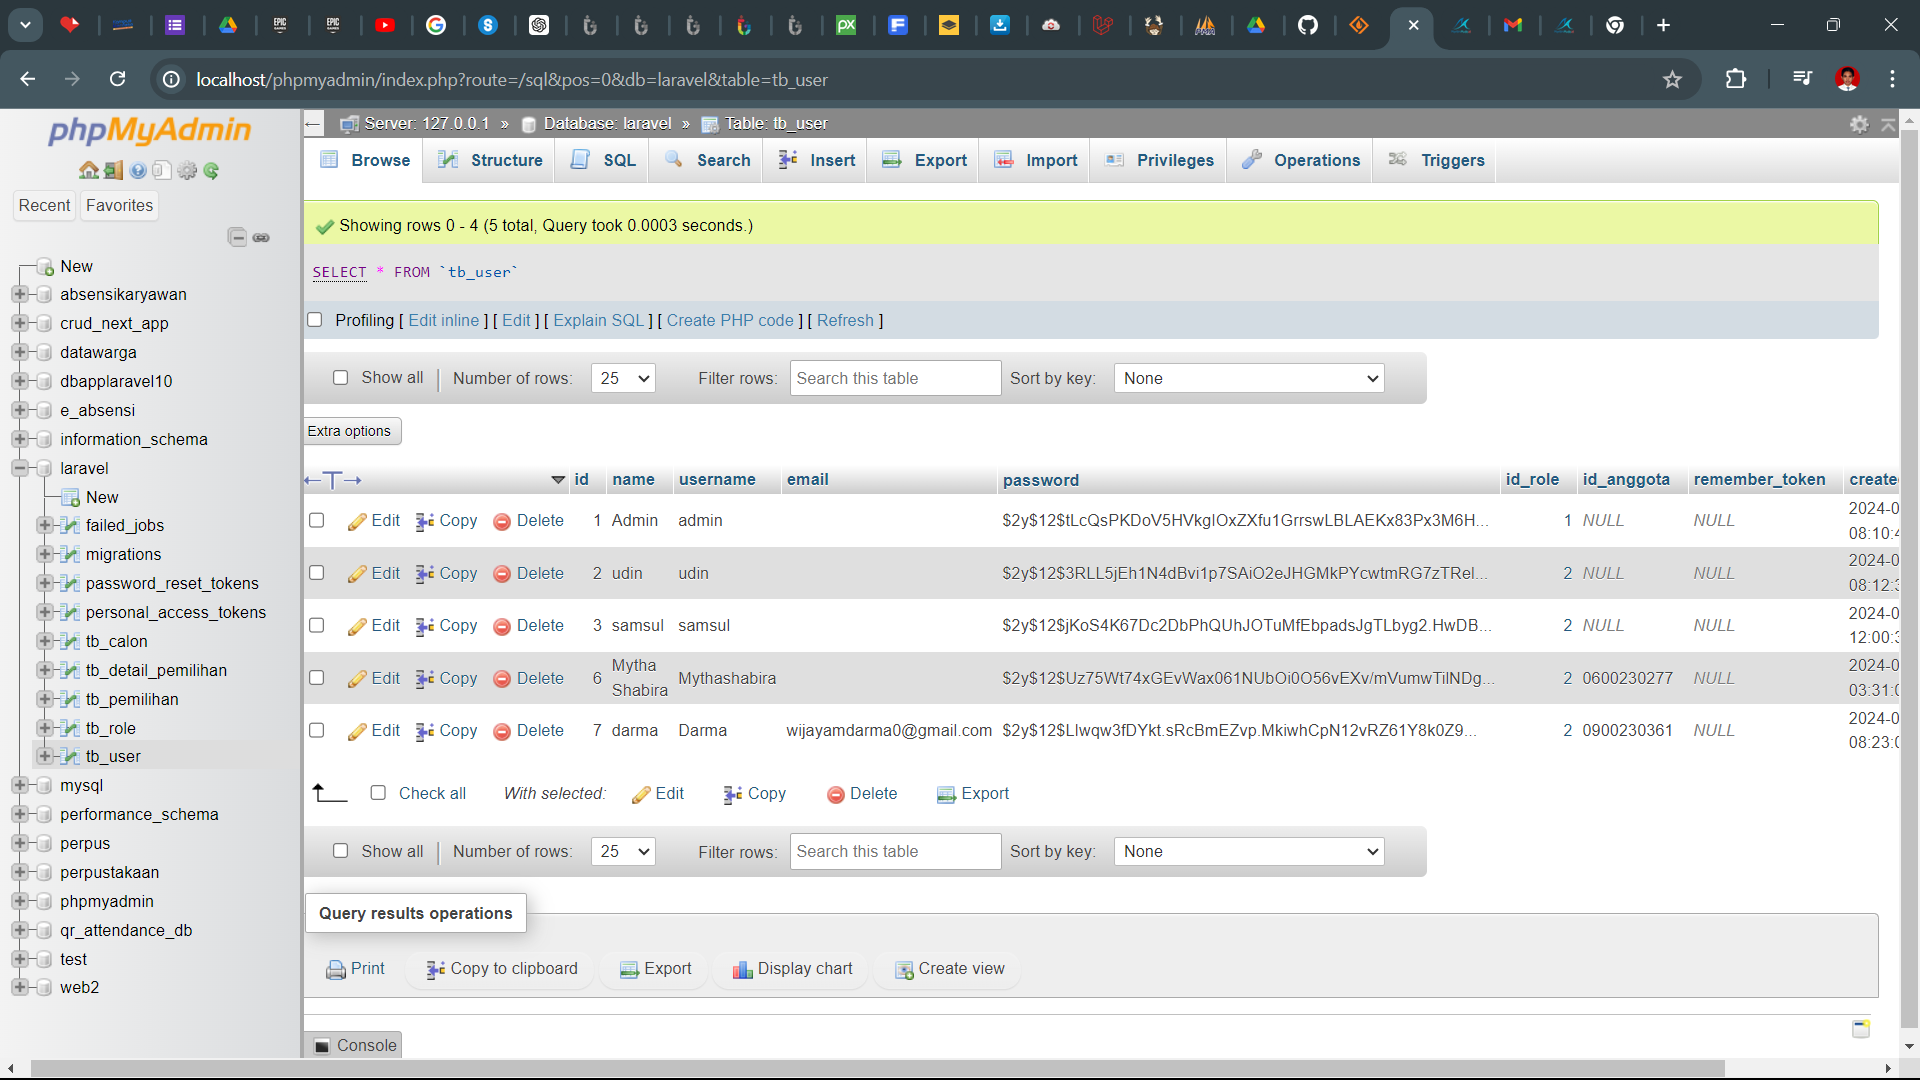 localhost/phpmyadmin/index.php?route=/sql&pos=0&db=laravel&table=tb_user
phpMyAdmin
Recent Favorites
New
absensikaryawan
crud_next_app
datawarga
dbapplaravel10
e_absensi
information_schema
laravel
New
failed_jobs
migrations
password_reset_tokens
personal_access_tokens
tb_calon
tb_detail_pemilihan
tb_pemilihan
tb_role
tb_user
mysql
performance_schema
perpus
perpustakaan
phpmyadmin
qr_attendance_db
test
web2
Server: 127.0.0.1 » Database: laravel » Table: tb_user
Browse Structure SQL Search Insert Export Import Privileges Operations Triggers
Showing rows 0 - 4 (5 total, Query took 0.0003 seconds.)
SELECT * FROM `tb_user`
Profiling [ Edit inline ] [ Edit ] [ Explain SQL ] [ Create PHP code ] [ Refresh ]
Show all Number of rows: 25 Filter rows: Search this table Sort by key: None
Extra options
id name username email password id_role id_anggota remember_token create
Edit Copy Delete 1 Admin admin $2y$12$tLcQsPKDoV5HVkglOxZXfu1GrrswLBLAEKx83Px3M6H... 1 NULL NULL 2024-0
08:10:4
Edit Copy Delete 2 udin udin $2y$12$3RLL5jEh1N4dBvi1p7SAiO2eJHGMkPYcwtmRG7zTRel... 2 NULL NULL 2024-0
08:12:3
Edit Copy Delete 3 samsul samsul $2y$12$jKoS4K67Dc2DbPhQUhJOTuMfEbpadsJgTLbyg2.HwDB... 2 NULL NULL 2024-0
12:00:3
Edit Copy Delete 6 Mytha Shabira Mythashabira $2y$12$Uz75Wt74xGEvWax061NUbOi0O56vEXv/mVumwTilNDg... 2 0600230277 NULL 2024-0
03:31:0
Edit Copy Delete 7 darma Darma wijayamdarma0@gmail.com $2y$12$Llwqw3fDYkt.sRcBmEZvp.MkiwhCpN12vRZ61Y8k0Z9... 2 0900230361 NULL 2024-0
08:23:0
Check all With selected: Edit Copy Delete Export
Show all Number of rows: 25 Filter rows: Search this table Sort by key: None
Query results operations
Print Copy to clipboard Export Display chart Create view
Console